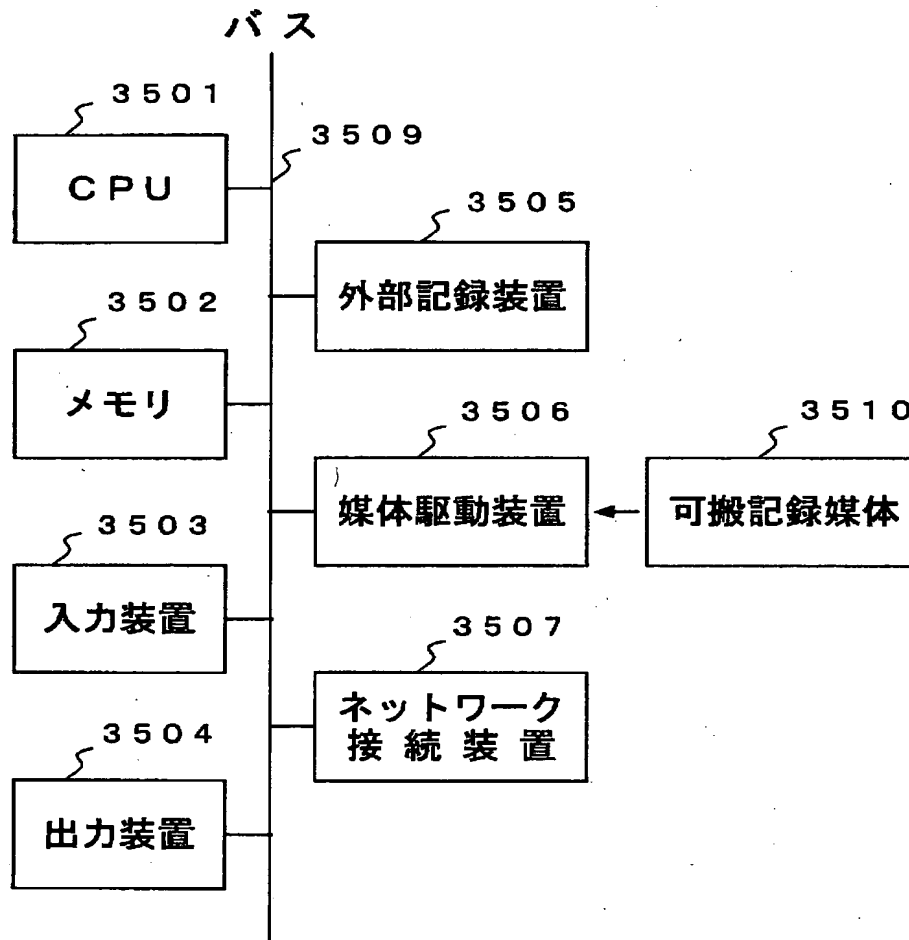 バス
3501
CPU
3509
3505
外部記録装置
3502
メモリ
3506
媒体駆動装置
3510
可搬記録媒体
3503
入力装置
3507
ネットワーク
接続装置
3504
出力装置